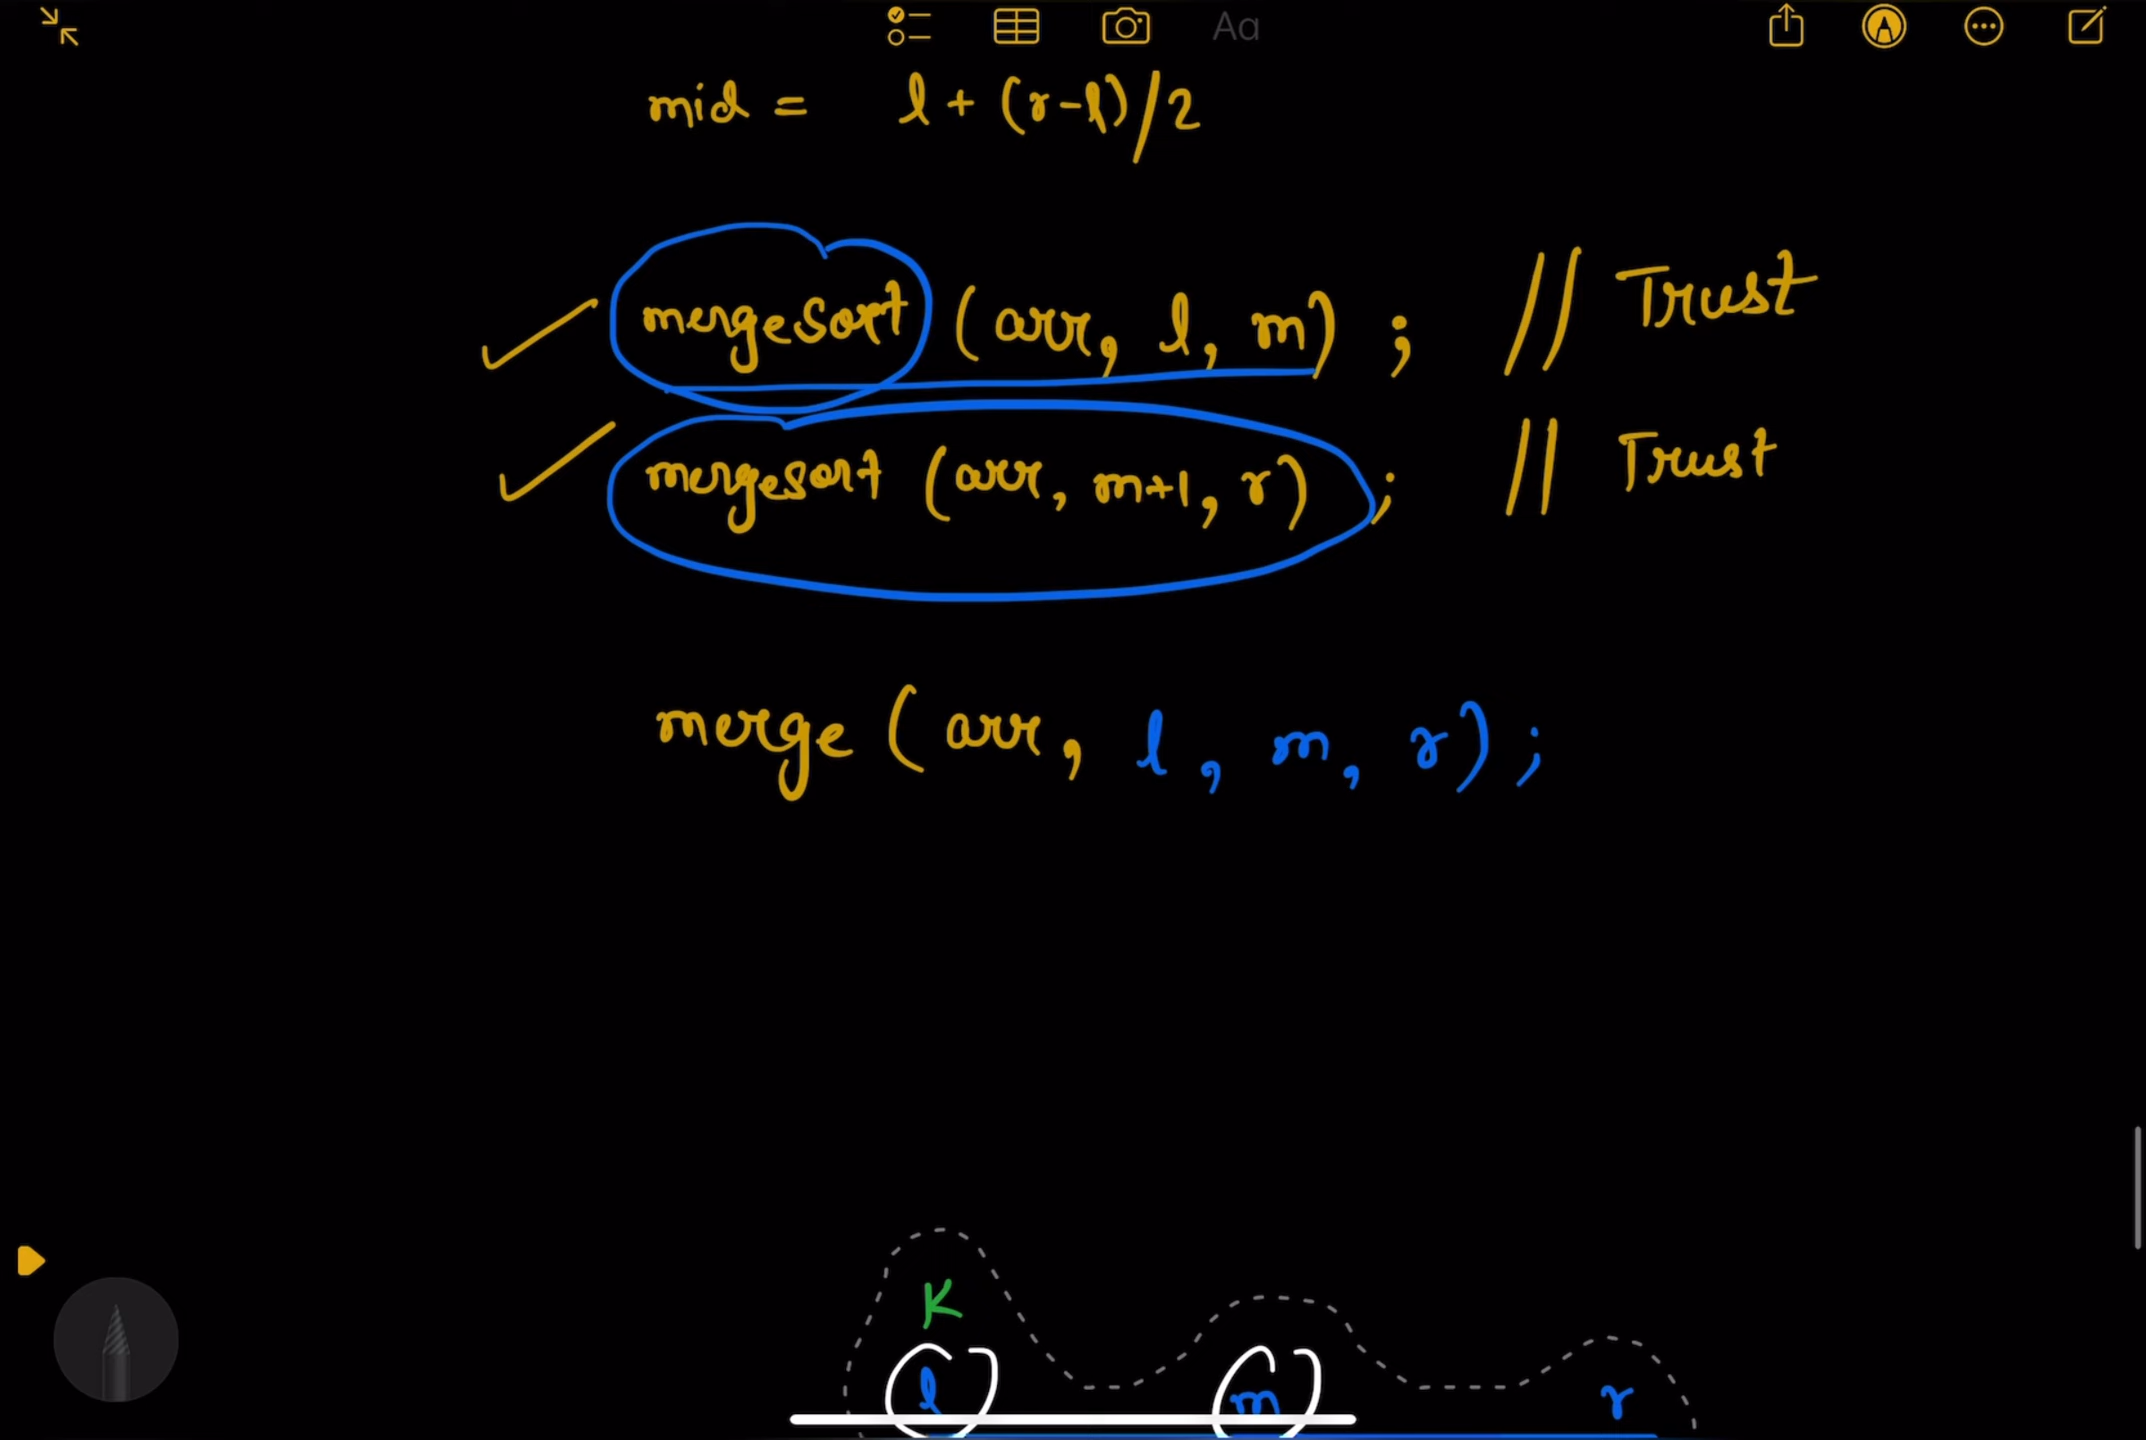 Aa
mid = l + (r-l)/2
mergeSort (arr, l, m) ; // Trust
mergesort (arr, m+1, r) ; // Trust
merge (arr, l, m, r) ;
K
l m r